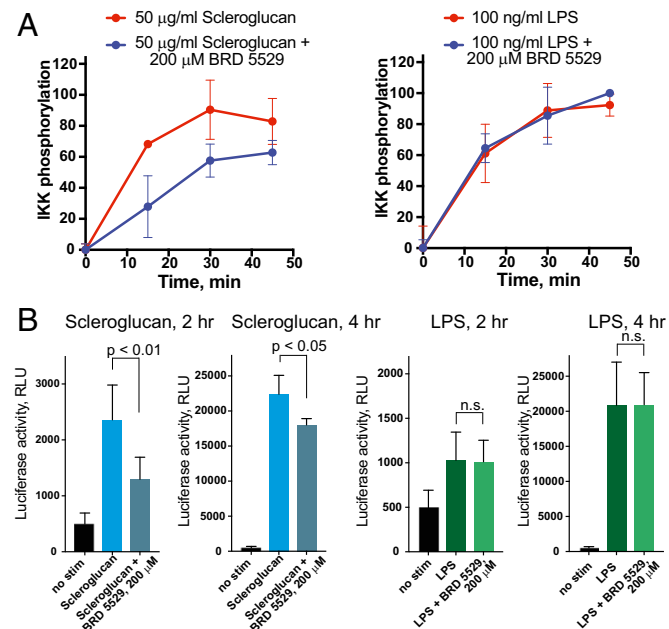 A
50 μg/ml Scleroglucan
50 μg/ml Scleroglucan +
200 μM BRD 5529
IKK phosphorylation
120
100
80
60
40
20
0
0 10 20 30 40 50
Time, min
100 ng/ml LPS
100 ng/ml LPS +
200 μM BRD 5529
IKK phosphorylation
120
100
80
60
40
20
0
0 10 20 30 40 50
Time, min
B
Scleroglucan, 2 hr
p < 0.01
Luciferase activity, RLU
3000
2000
1000
0
no stim
Scleroglucan
Scleroglucan +
BRD 5529, 200 μM
Scleroglucan, 4 hr
p < 0.05
Luciferase activity, RLU
25000
20000
15000
10000
5000
0
no stim
Scleroglucan
Scleroglucan +
BRD 5529, 200 μM
LPS, 2 hr
n.s.
Luciferase activity, RLU
2000
1500
1000
500
0
no stim
LPS
LPS + BRD 5529,
200 μM
LPS, 4 hr
n.s.
Luciferase activity, RLU
25000
20000
15000
10000
5000
0
no stim
LPS
LPS + BRD 5529,
200 μM